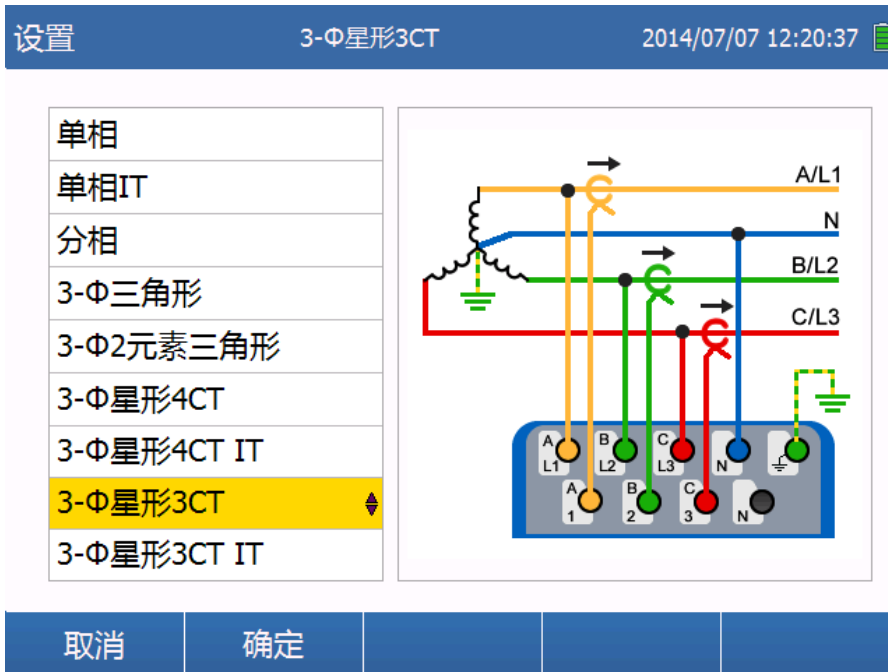 设置 3-Φ星形3CT 2014/07/07 12:20:37
单相
单相IT
分相
3-Φ三角形
3-Φ2元素三角形
3-Φ星形4CT
3-Φ星形4CT IT
3-Φ星形3CT
3-Φ星形3CT IT
A/L1
N
B/L2
C/L3
A L1 B L2 C L3 N
A 1 B 2 C 3 N
取消 确定